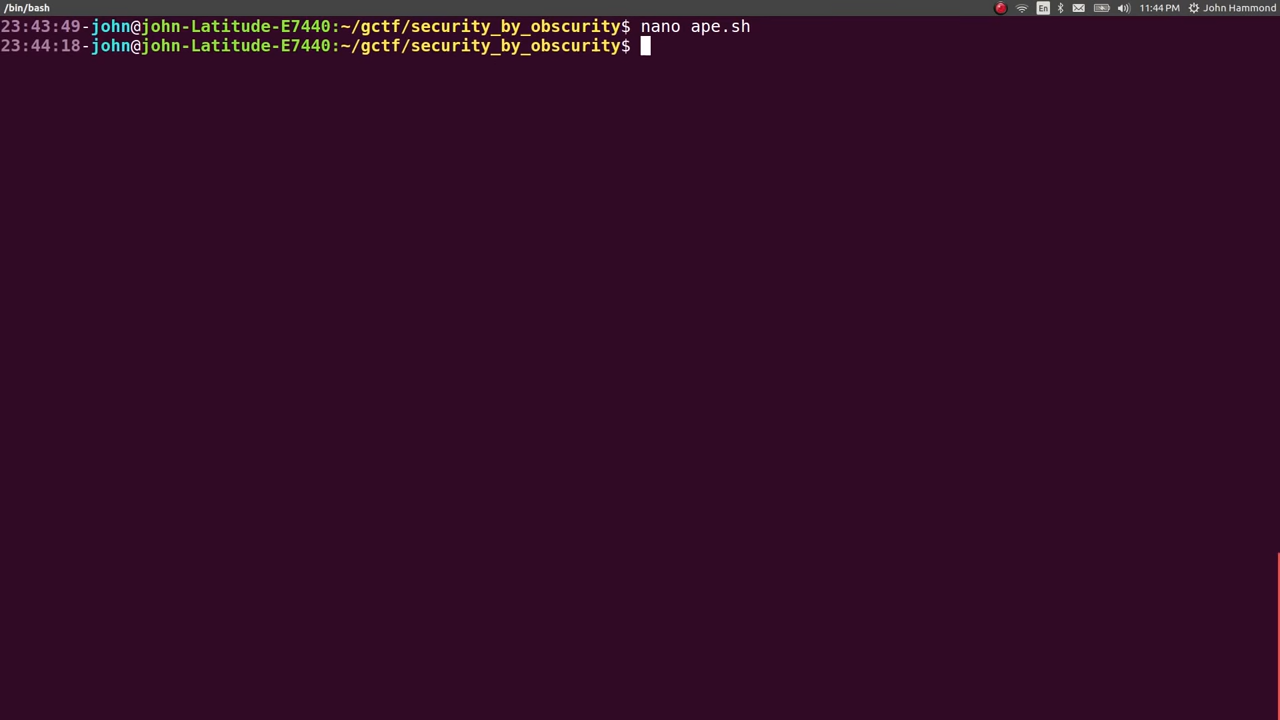 /bin/bash
En 11:44 PM John Hammond
23:43:49-john@john-Latitude-E7440:~/gctf/security_by_obscurity$ nano ape.sh
23:44:18-john@john-Latitude-E7440:~/gctf/security_by_obscurity$